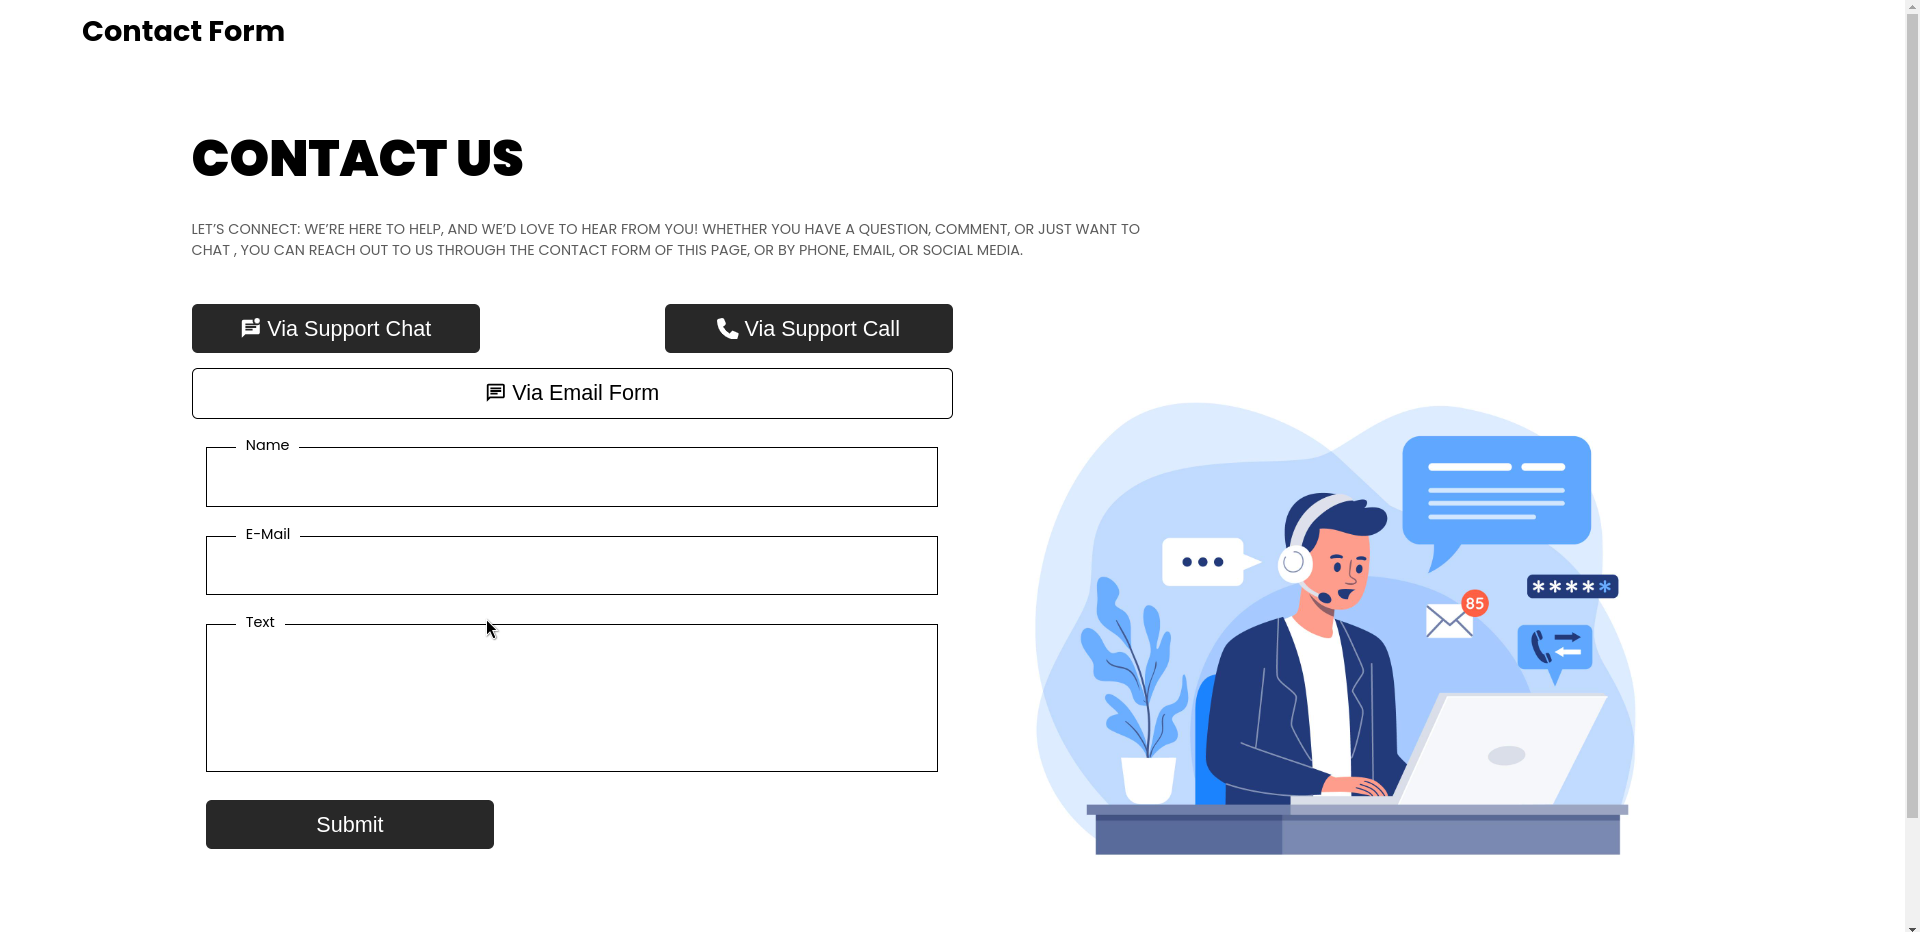 Contact Form
CONTACT US
LET’S CONNECT: WE’RE HERE TO HELP, AND WE’D LOVE TO HEAR FROM YOU! WHETHER YOU HAVE A QUESTION, COMMENT, OR JUST WANT TO
CHAT , YOU CAN REACH OUT TO US THROUGH THE CONTACT FORM OF THIS PAGE, OR BY PHONE, EMAIL, OR SOCIAL MEDIA.
Via Support Chat
Via Support Call
Via Email Form
Name
E-Mail
Text
Submit
*****
85